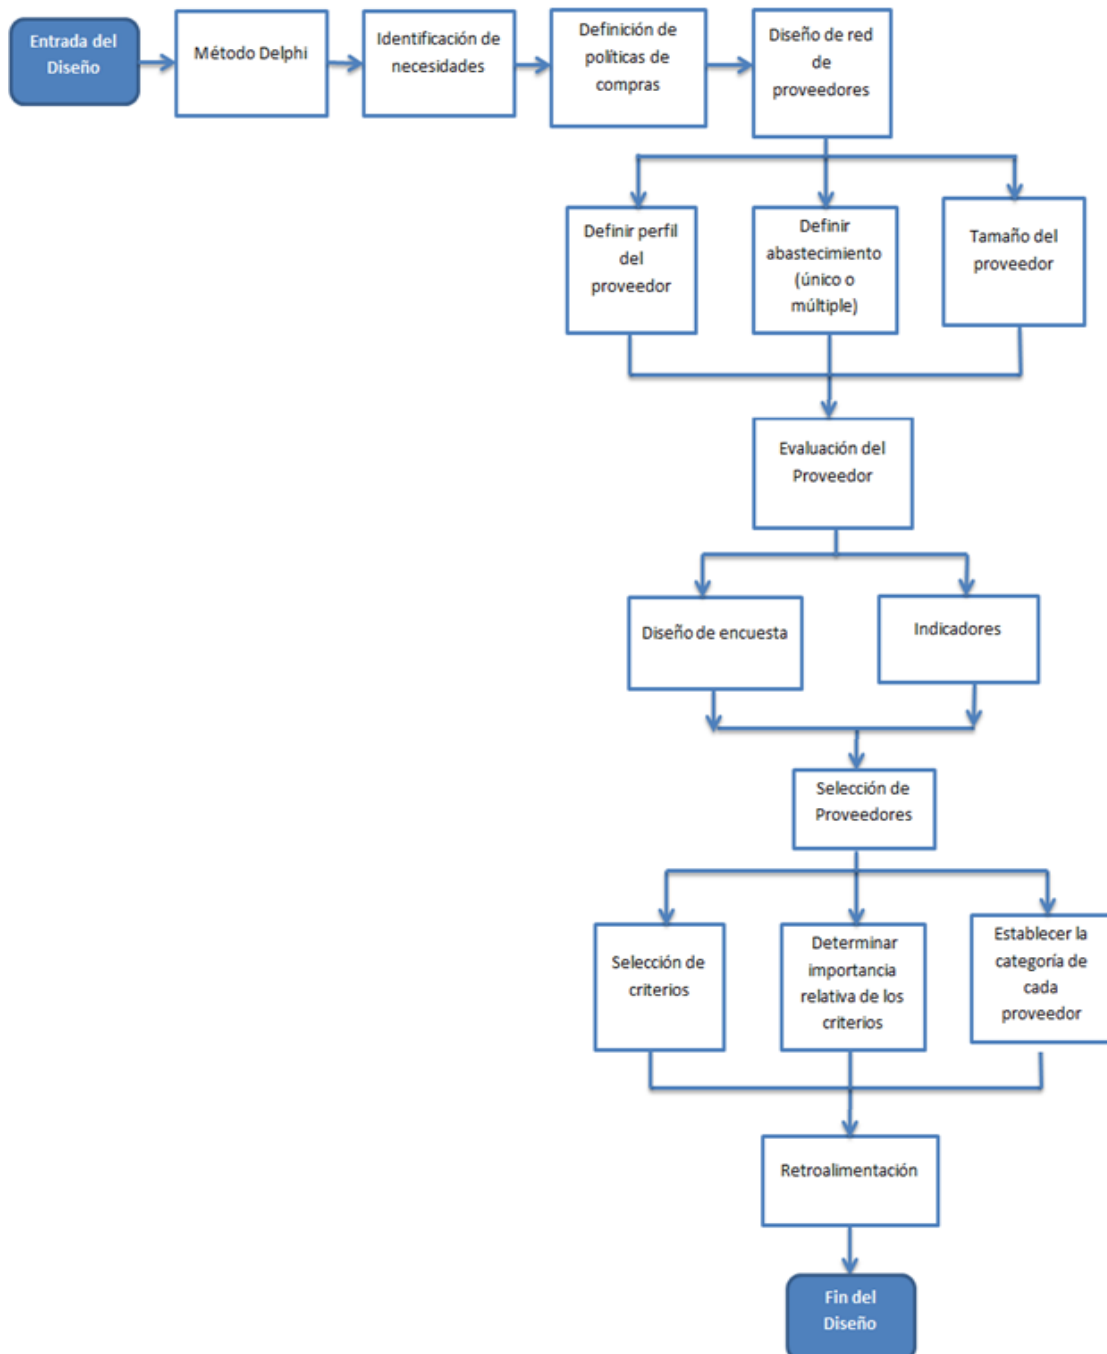 Entrada del
Diseño
Método Delphi
Identificación de
necesidades
Definición de
políticas de
compras
Diseño de red
de
proveedores
Definir perfil
del
proveedor
Definir
abastecimiento
(único o
múltiple)
Tamaño del
proveedor
Evaluación del
Proveedor
Diseño de encuesta
Indicadores
Selección de
Proveedores
Selección de
criterios
Determinar
importancia
relativa de los
criterios
Establecer la
categoría de
cada
proveedor
Retroalimentación
Fin del
Diseño